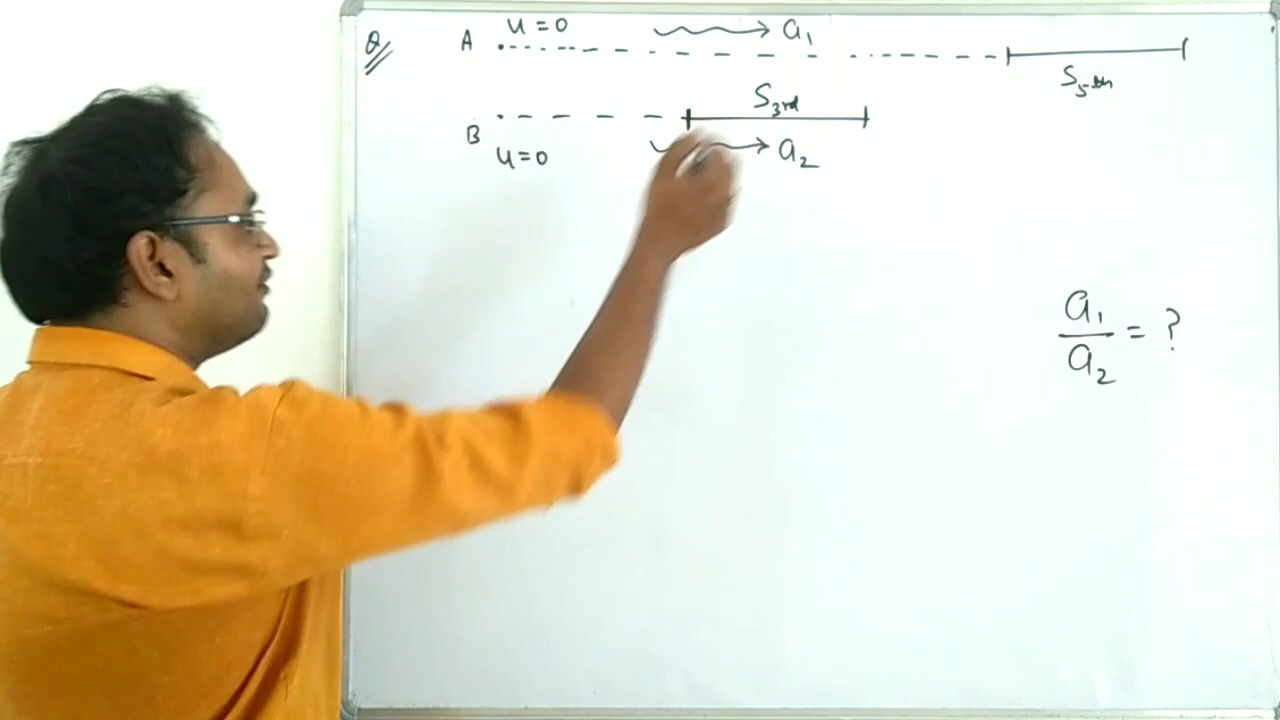 Q
A u=0 a₁
S₅ₜₕ
S₃ᵣd
B
u=0 a₂
a₁
a₂ = ?